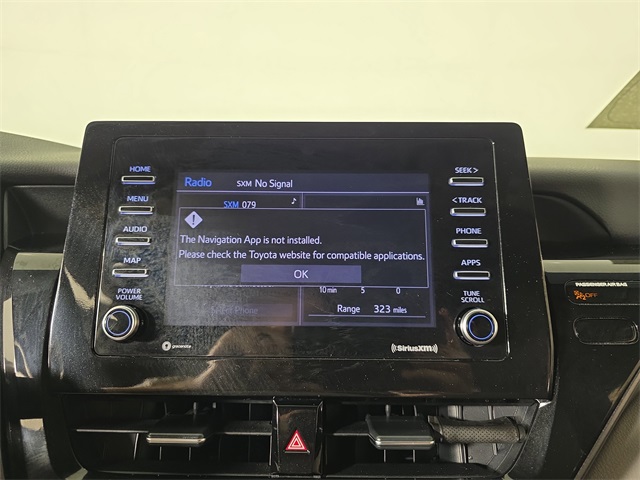 HOME
MENU
AUDIO
MAP
POWER
VOLUME
Radio SXM No Signal
SXM 079
The Navigation App is not installed.
Please check the Toyota website for compatible applications.
OK
10 min 5 0
Phone
Range 323 miles
gracenote
SiriusXM
SEEK >
< TRACK
PHONE
APPS
TUNE
SCROLL
PASSENGER AIRBAG
OFF